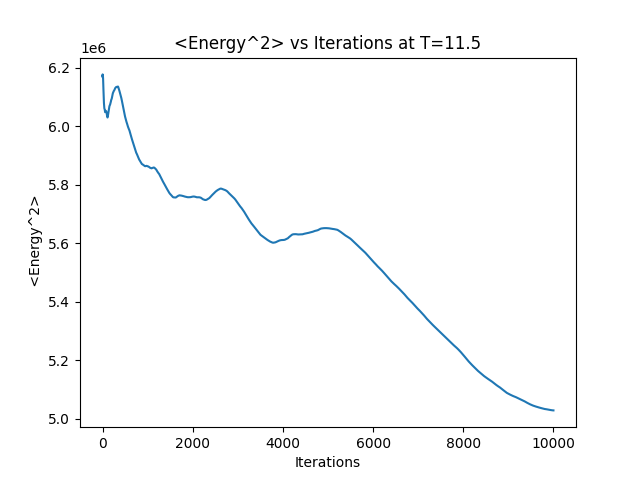 <Energy^2> vs Iterations at T=11.5
1e6
6.2
6.0
5.8
5.6
5.4
5.2
5.0
<Energy^2>
0 2000 4000 6000 8000 10000
Iterations